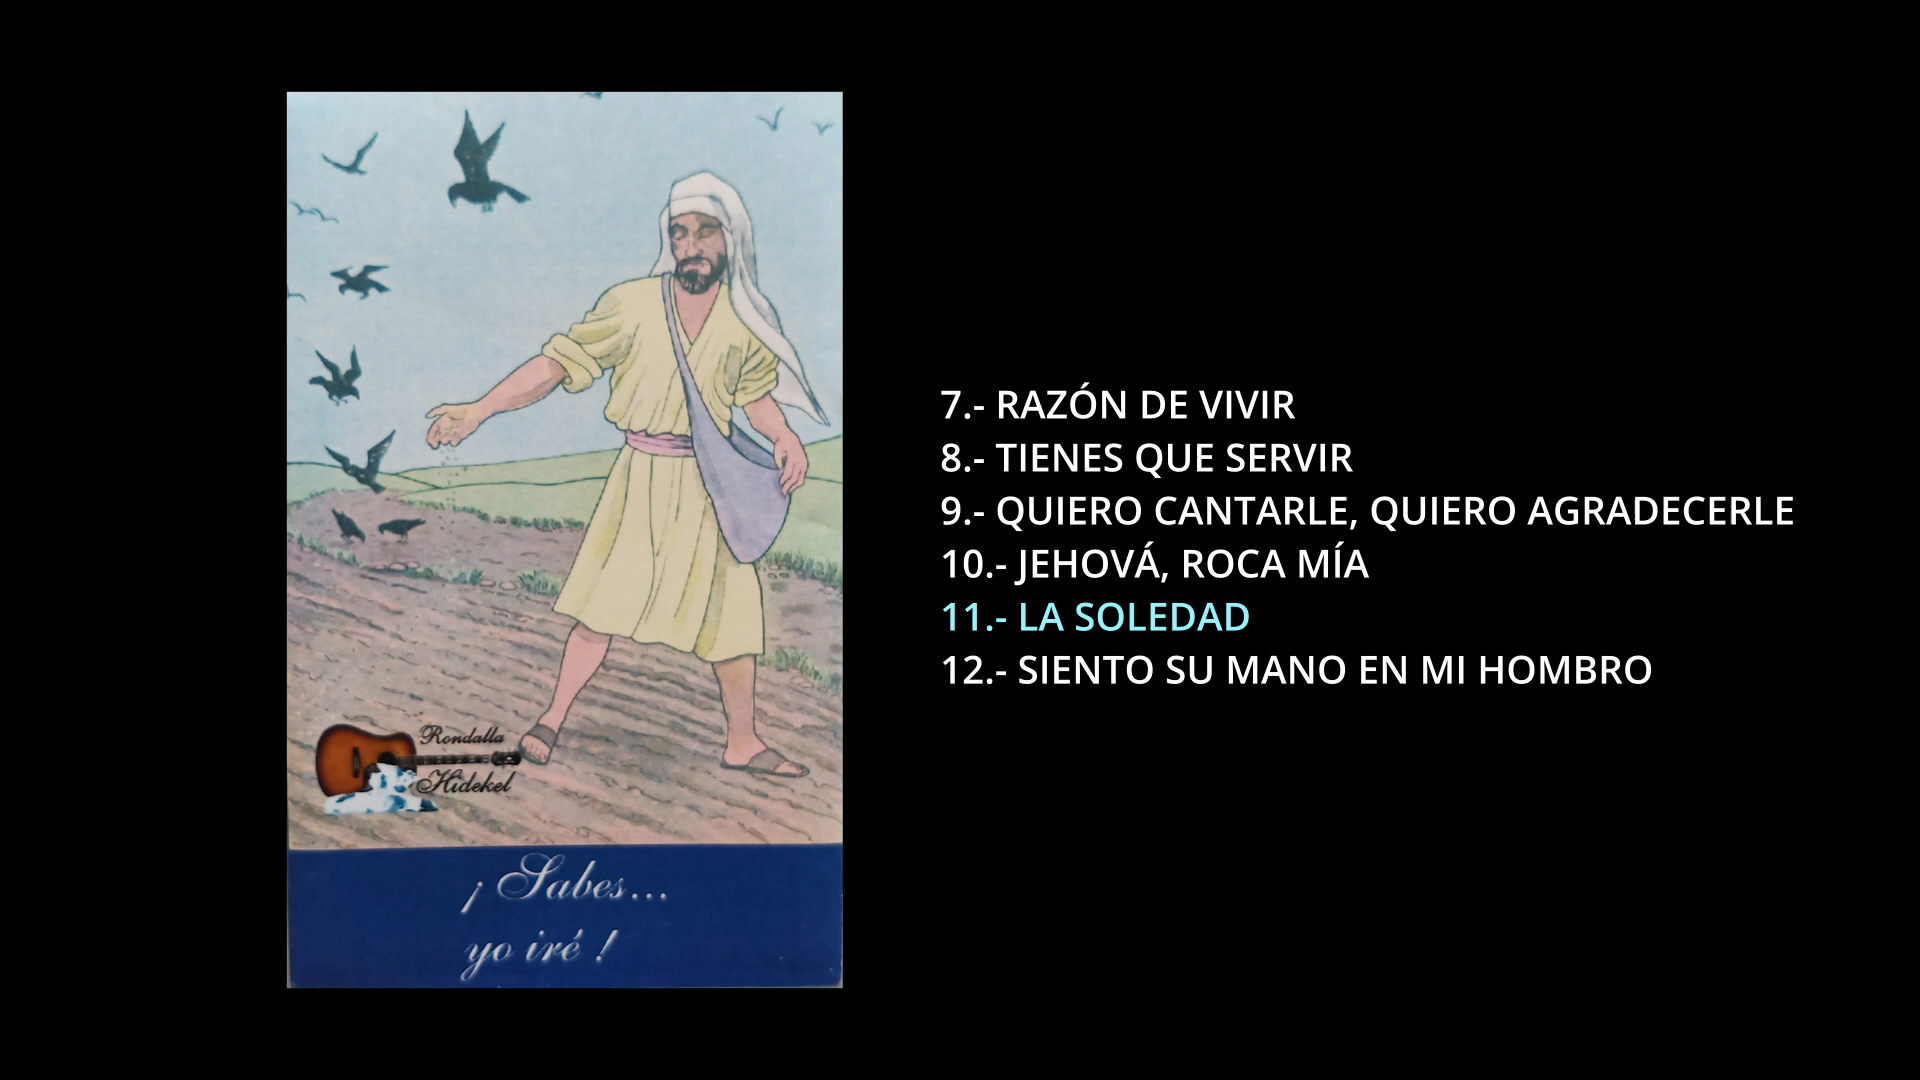 Rondalla
Hidekel
¡ Sabes...
yo iré !
7.- RAZÓN DE VIVIR
8.- TIENES QUE SERVIR
9.- QUIERO CANTARLE, QUIERO AGRADECERLE
10.- JEHOVÁ, ROCA MÍA
11.- LA SOLEDAD
12.- SIENTO SU MANO EN MI HOMBRO